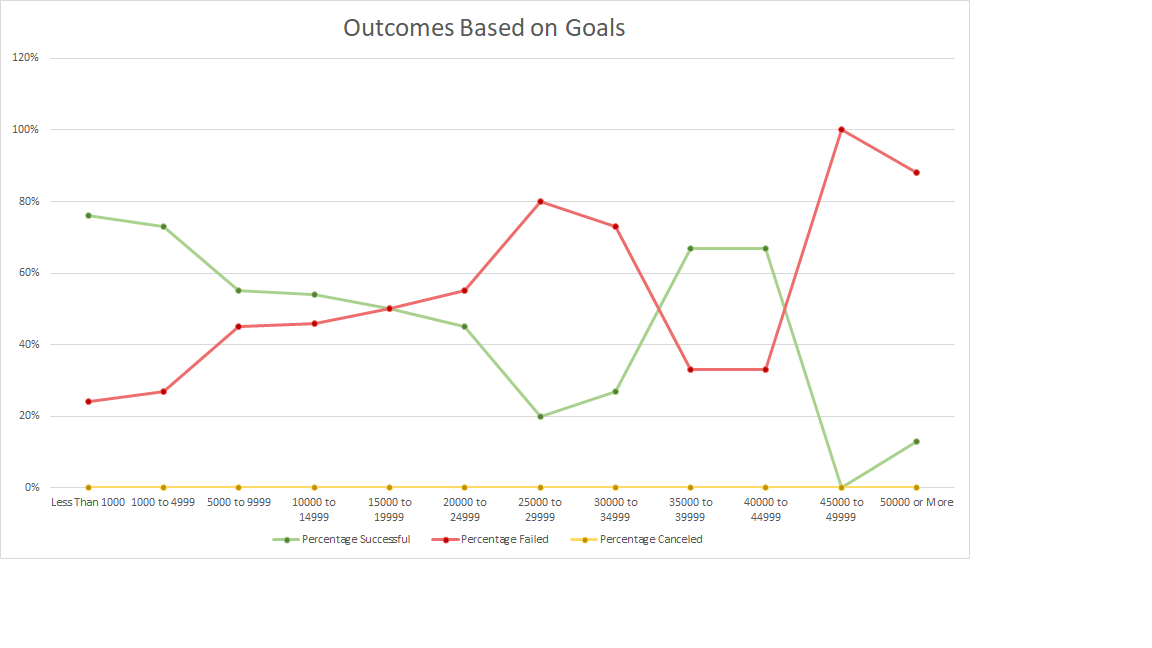 Outcomes Based on Goals
120%
100%
80%
60%
40%
20%
0%
Less Than 1000 1000 to 4999 5000 to 9999 10000 to 15000 to 20000 to 25000 to 30000 to 35000 to 40000 to 45000 to 50000 or More
14999 19999 24999 29999 34999 39999 44999 49999
Percentage Successful Percentage Failed Percentage Canceled